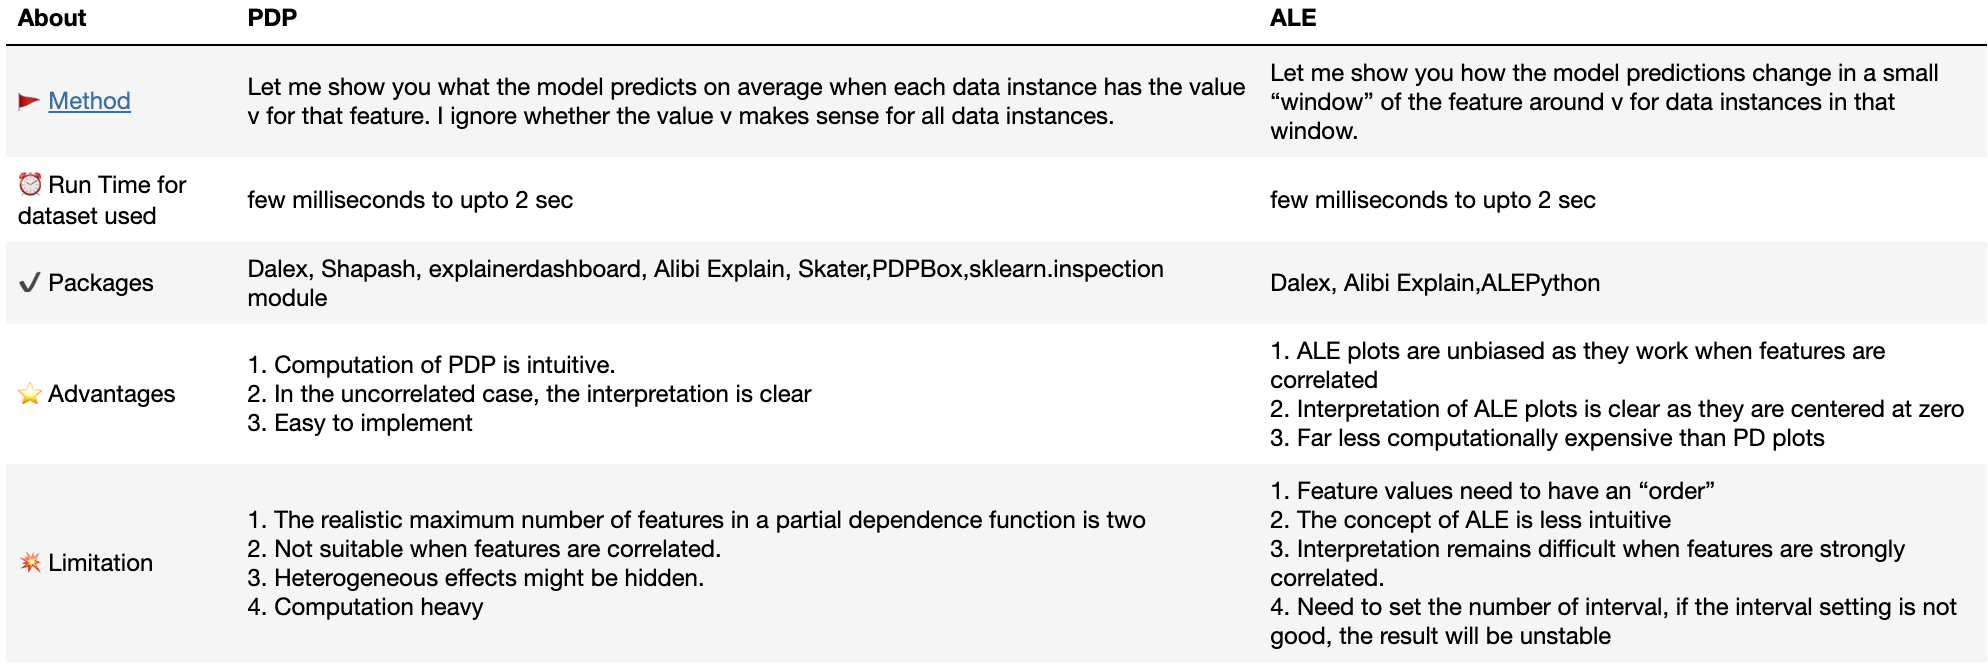 About PDP ALE
Method
Let me show you what the model predicts on average when each data instance has the value
v for that feature. I ignore whether the value v makes sense for all data instances.
Let me show you how the model predictions change in a small
“window” of the feature around v for data instances in that
window.
Run Time for
dataset used
few milliseconds to upto 2 sec
few milliseconds to upto 2 sec
Packages
Dalex, Shapash, explainerdashboard, Alibi Explain, Skater,PDPBox,sklearn.inspection
module
Dalex, Alibi Explain,ALEPython
Advantages
1. Computation of PDP is intuitive.
2. In the uncorrelated case, the interpretation is clear
3. Easy to implement
1. ALE plots are unbiased as they work when features are
correlated
2. Interpretation of ALE plots is clear as they are centered at zero
3. Far less computationally expensive than PD plots
Limitation
1. The realistic maximum number of features in a partial dependence function is two
2. Not suitable when features are correlated.
3. Heterogeneous effects might be hidden.
4. Computation heavy
1. Feature values need to have an “order”
2. The concept of ALE is less intuitive
3. Interpretation remains difficult when features are strongly
correlated.
4. Need to set the number of interval, if the interval setting is not
good, the result will be unstable